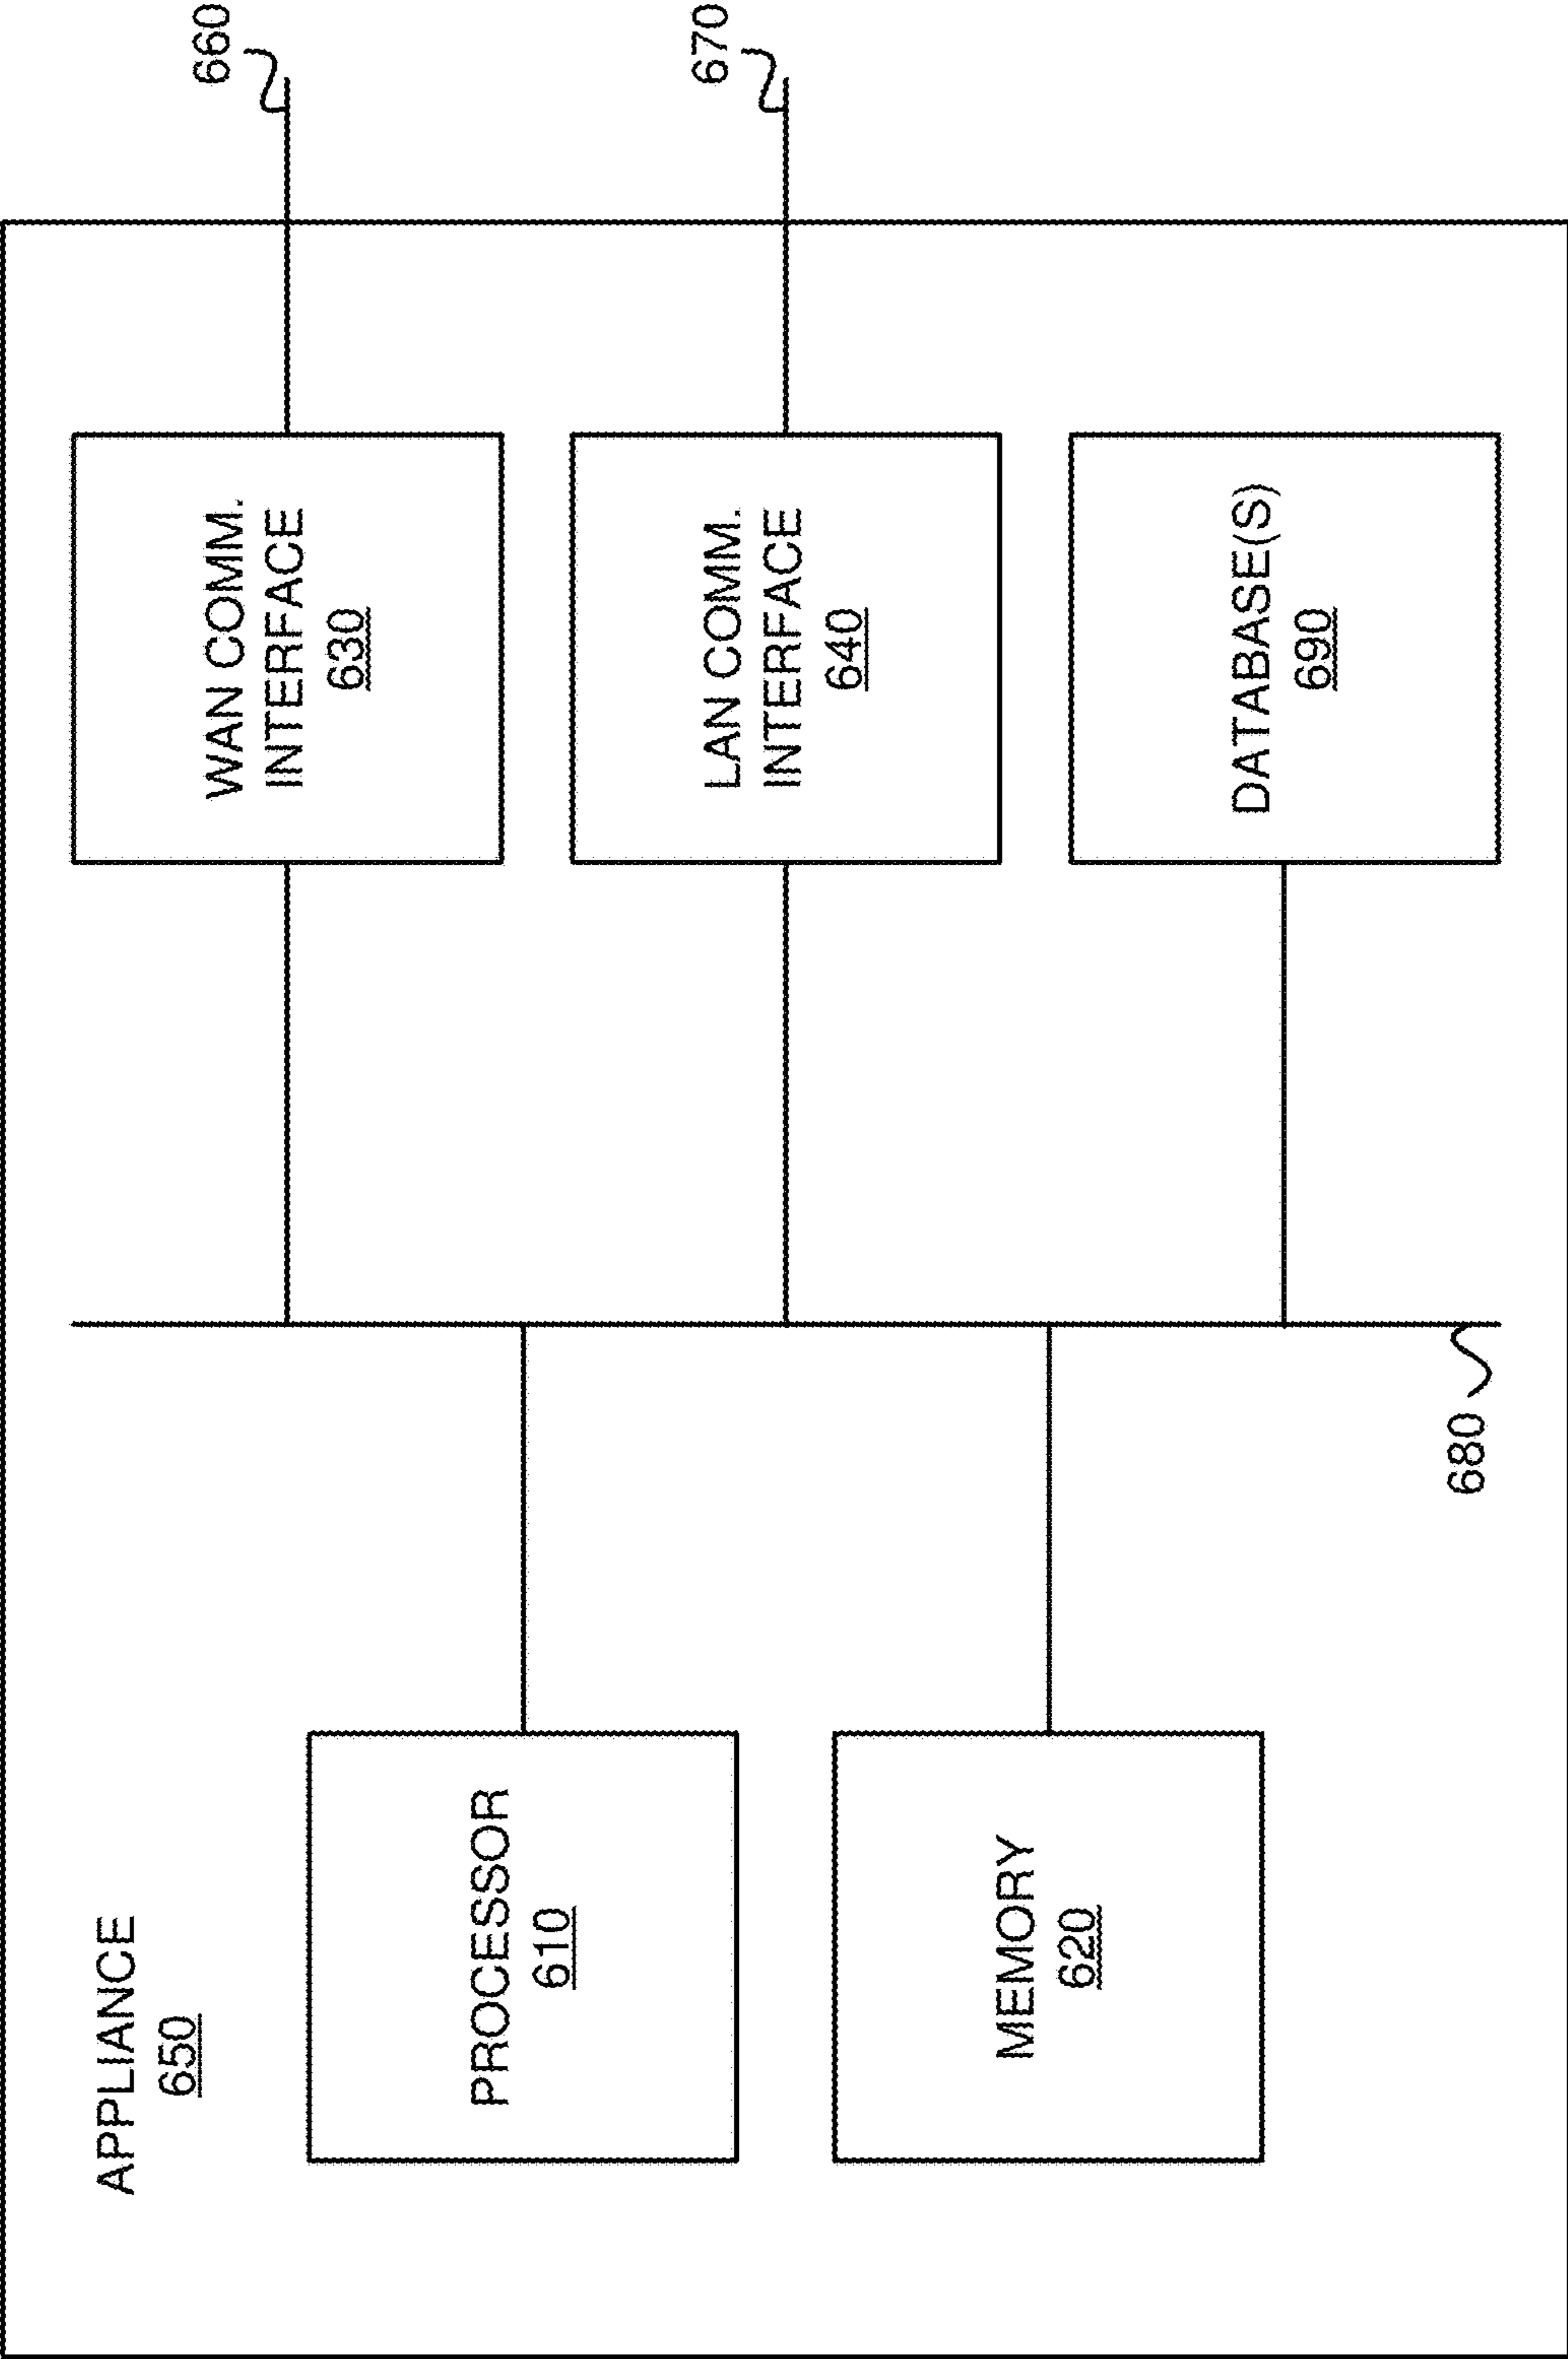 APPLIANCE
650
PROCESSOR
610
MEMORY
620
680
WAN COMM.
INTERFACE
630
LAN COMM.
INTERFACE
640
DATABASE(S)
690
660
670